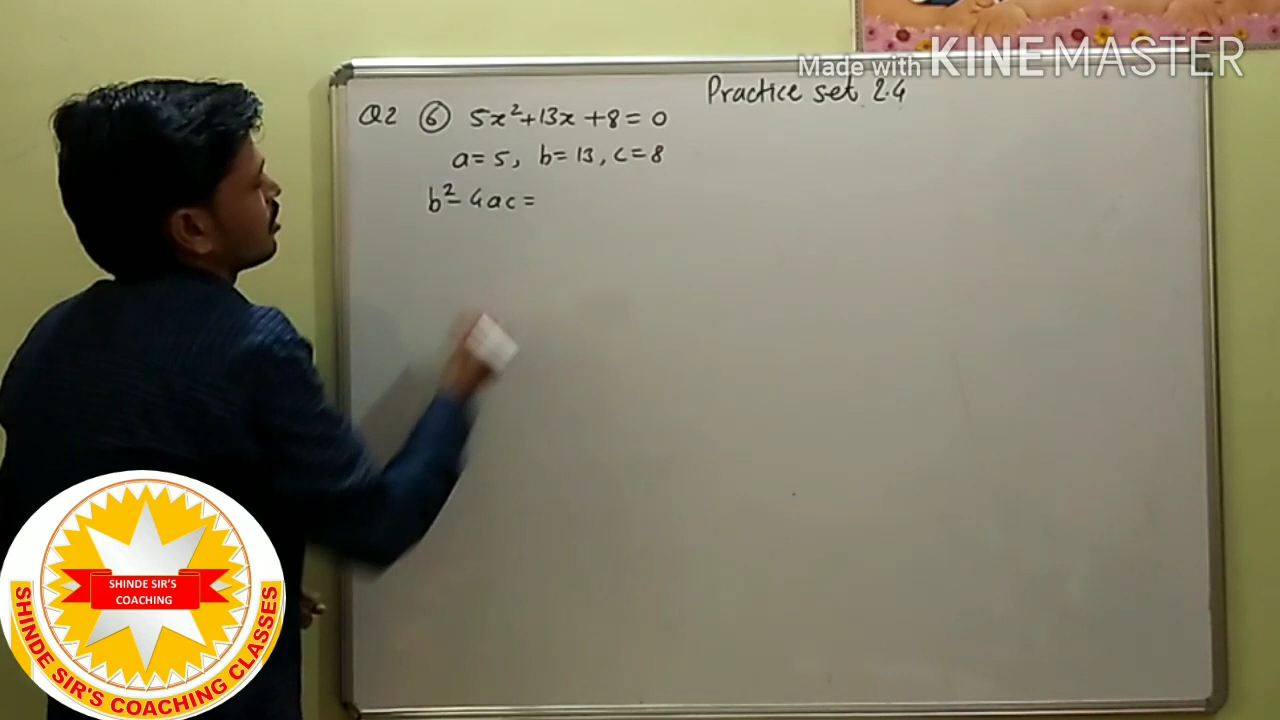 Made with KINEMASTER
Practice set 2.4
Q2 ⑥ 5x²+13x+8=0
a=5, b=13, c=8
b²-4ac=
SHINDE SIR'S
COACHING
SHINDE SIR'S COACHING CLASSES